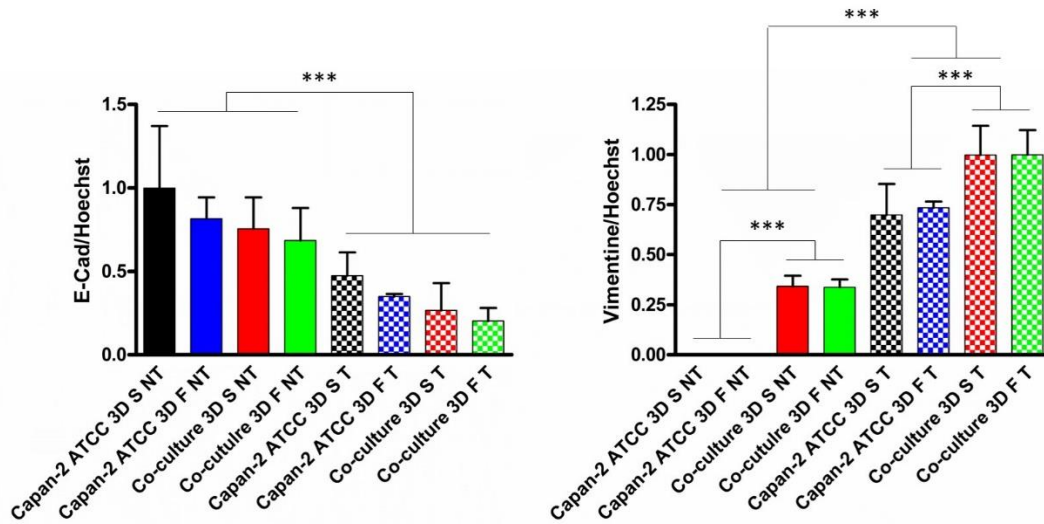 ***
1.5
1.0
0.5
0.0
E-Cad/Hoechst
Capan-2 ATCC 3D S NT
Capan-2 ATCC 3D F NT
Co-culture 3D S NT
Co-cutulre 3D F NT
Capan-2 ATCC 3D S T
Capan-2 ATCC 3D F T
Co-culture 3D S T
Co-culture 3D F T
***
***
***
1.25
1.00
0.75
0.50
0.25
0.00
Vimentine/Hoechst
Capan-2 ATCC 3D S NT
Capan-2 ATCC 3D F NT
Co-culture 3D S NT
Co-cutulre 3D F NT
Capan-2 ATCC 3D S T
Capan-2 ATCC 3D F T
Co-culture 3D S T
Co-culture 3D F T